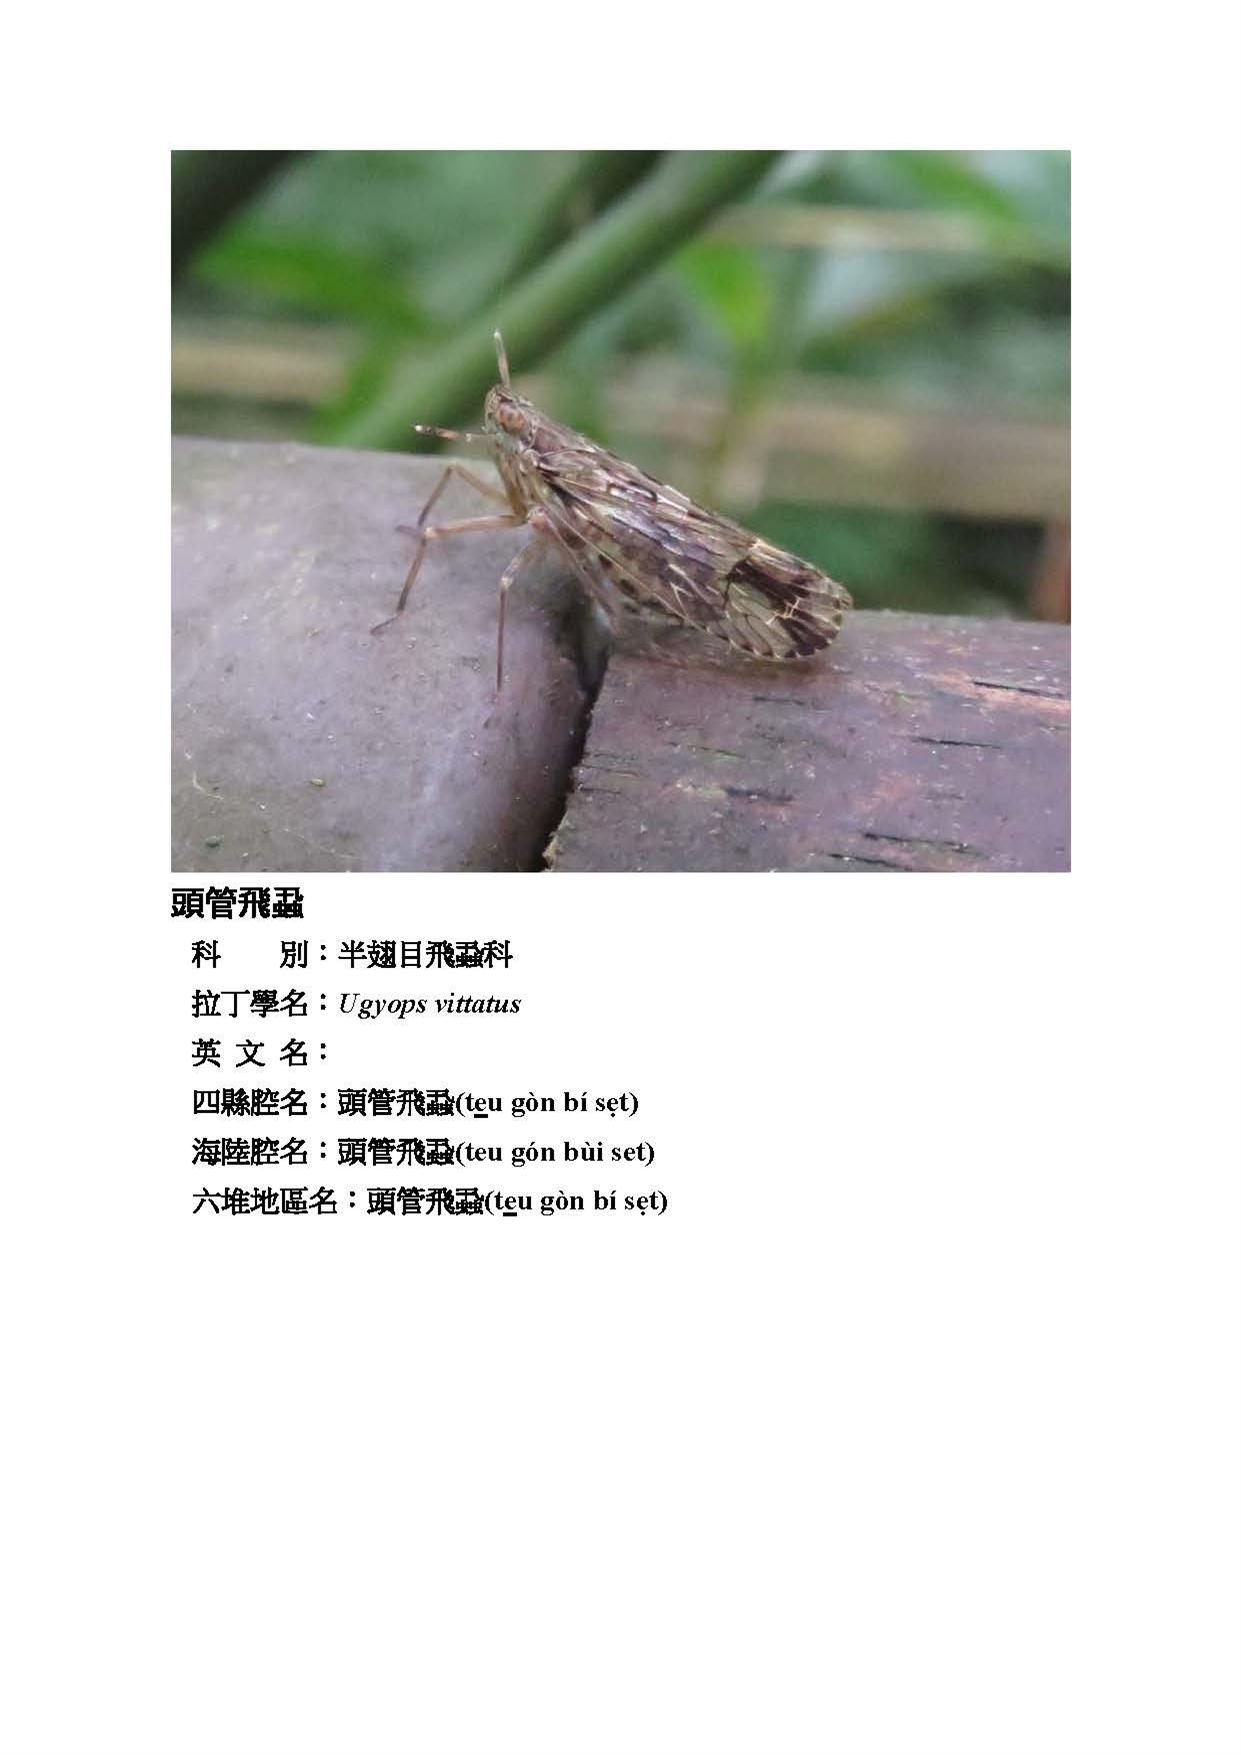 頭管飛蝨
科　　別：半翅目飛蝨科
拉丁學名：Ugyops vittatus
英 文 名：
四縣腔名：頭管飛蝨(te̲u gòn bí sẹt)
海陸腔名：頭管飛蝨(teu gón bùi set)
六堆地區名：頭管飛蝨(te̲u gòn bí sẹt)